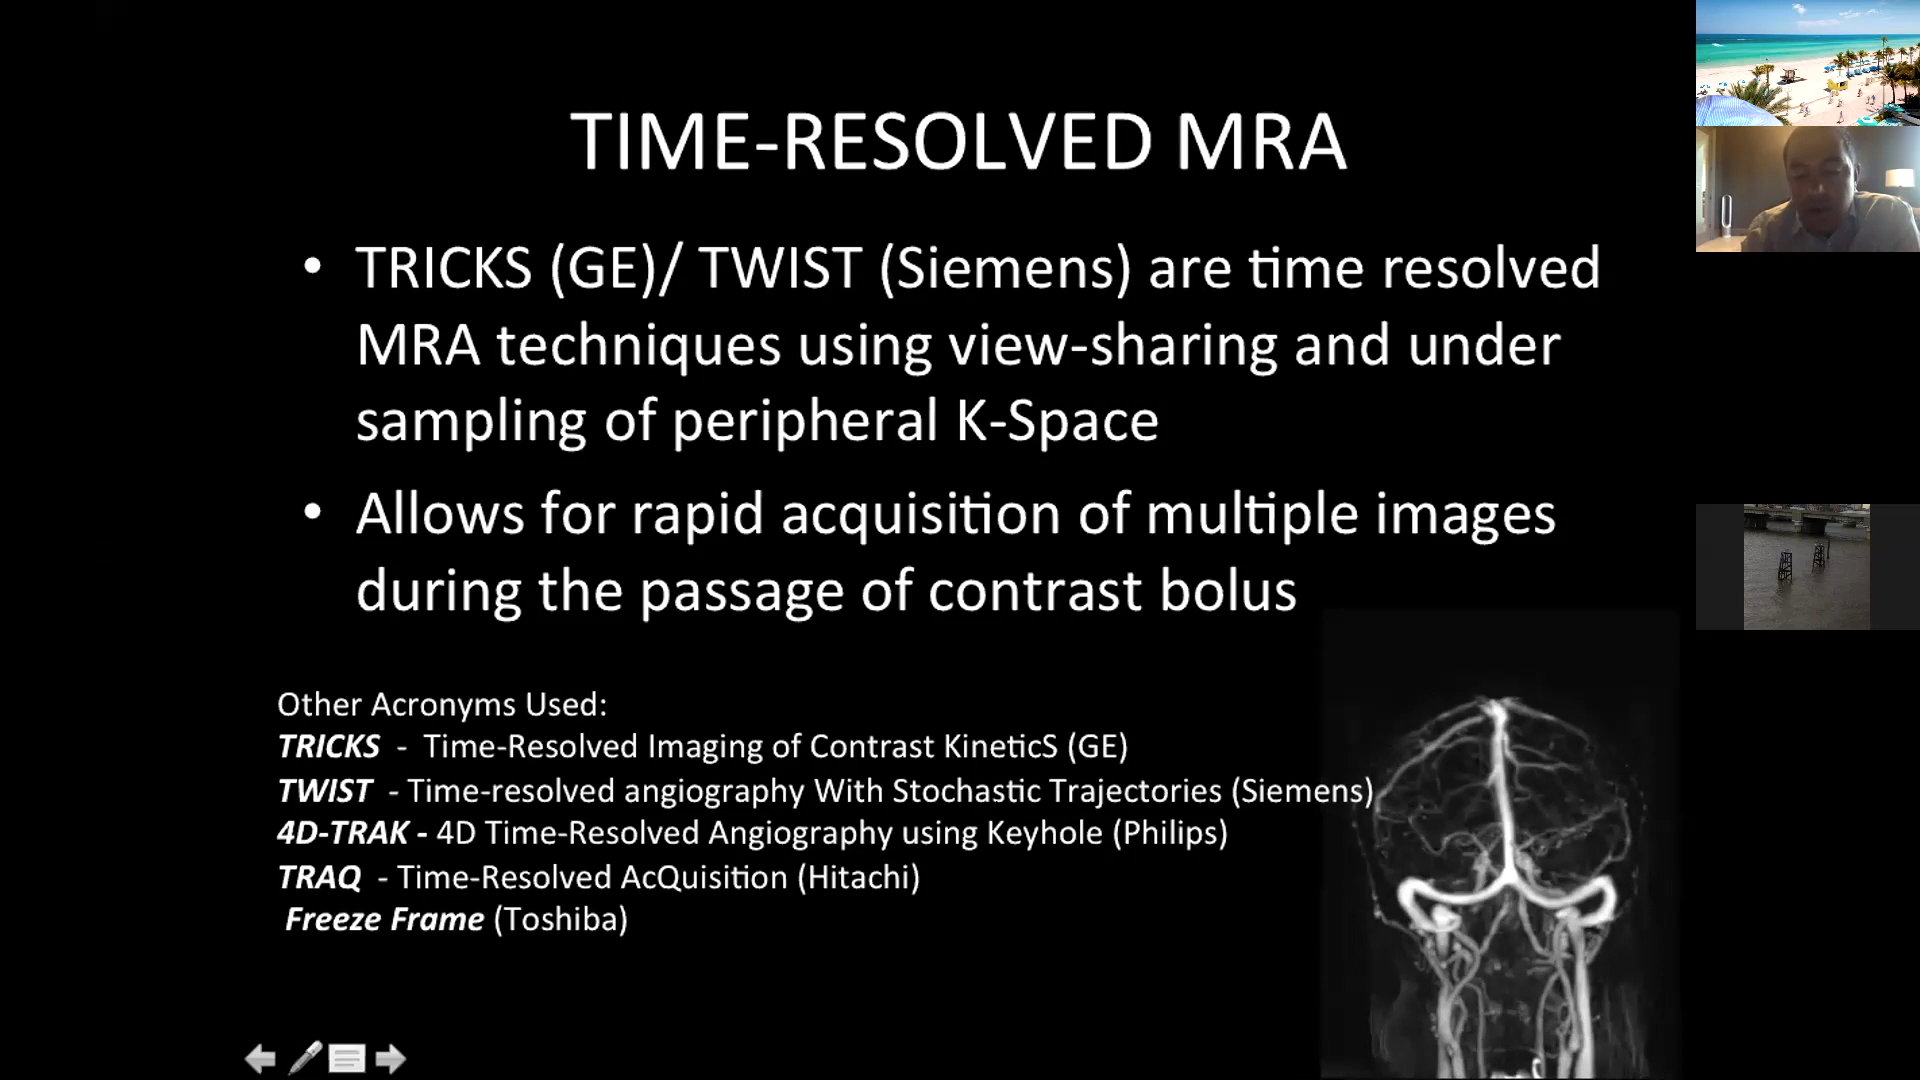 TIME-RESOLVED MRA
• TRICKS (GE)/ TWIST (Siemens) are time resolved
MRA techniques using view-sharing and under
sampling of peripheral K-Space
• Allows for rapid acquisition of multiple images
during the passage of contrast bolus
Other Acronyms Used:
TRICKS - Time-Resolved Imaging of Contrast KineticS (GE)
TWIST - Time-resolved angiography With Stochastic Trajectories (Siemens)
4D-TRAK - 4D Time-Resolved Angiography using Keyhole (Philips)
TRAQ - Time-Resolved AcQuisition (Hitachi)
Freeze Frame (Toshiba)